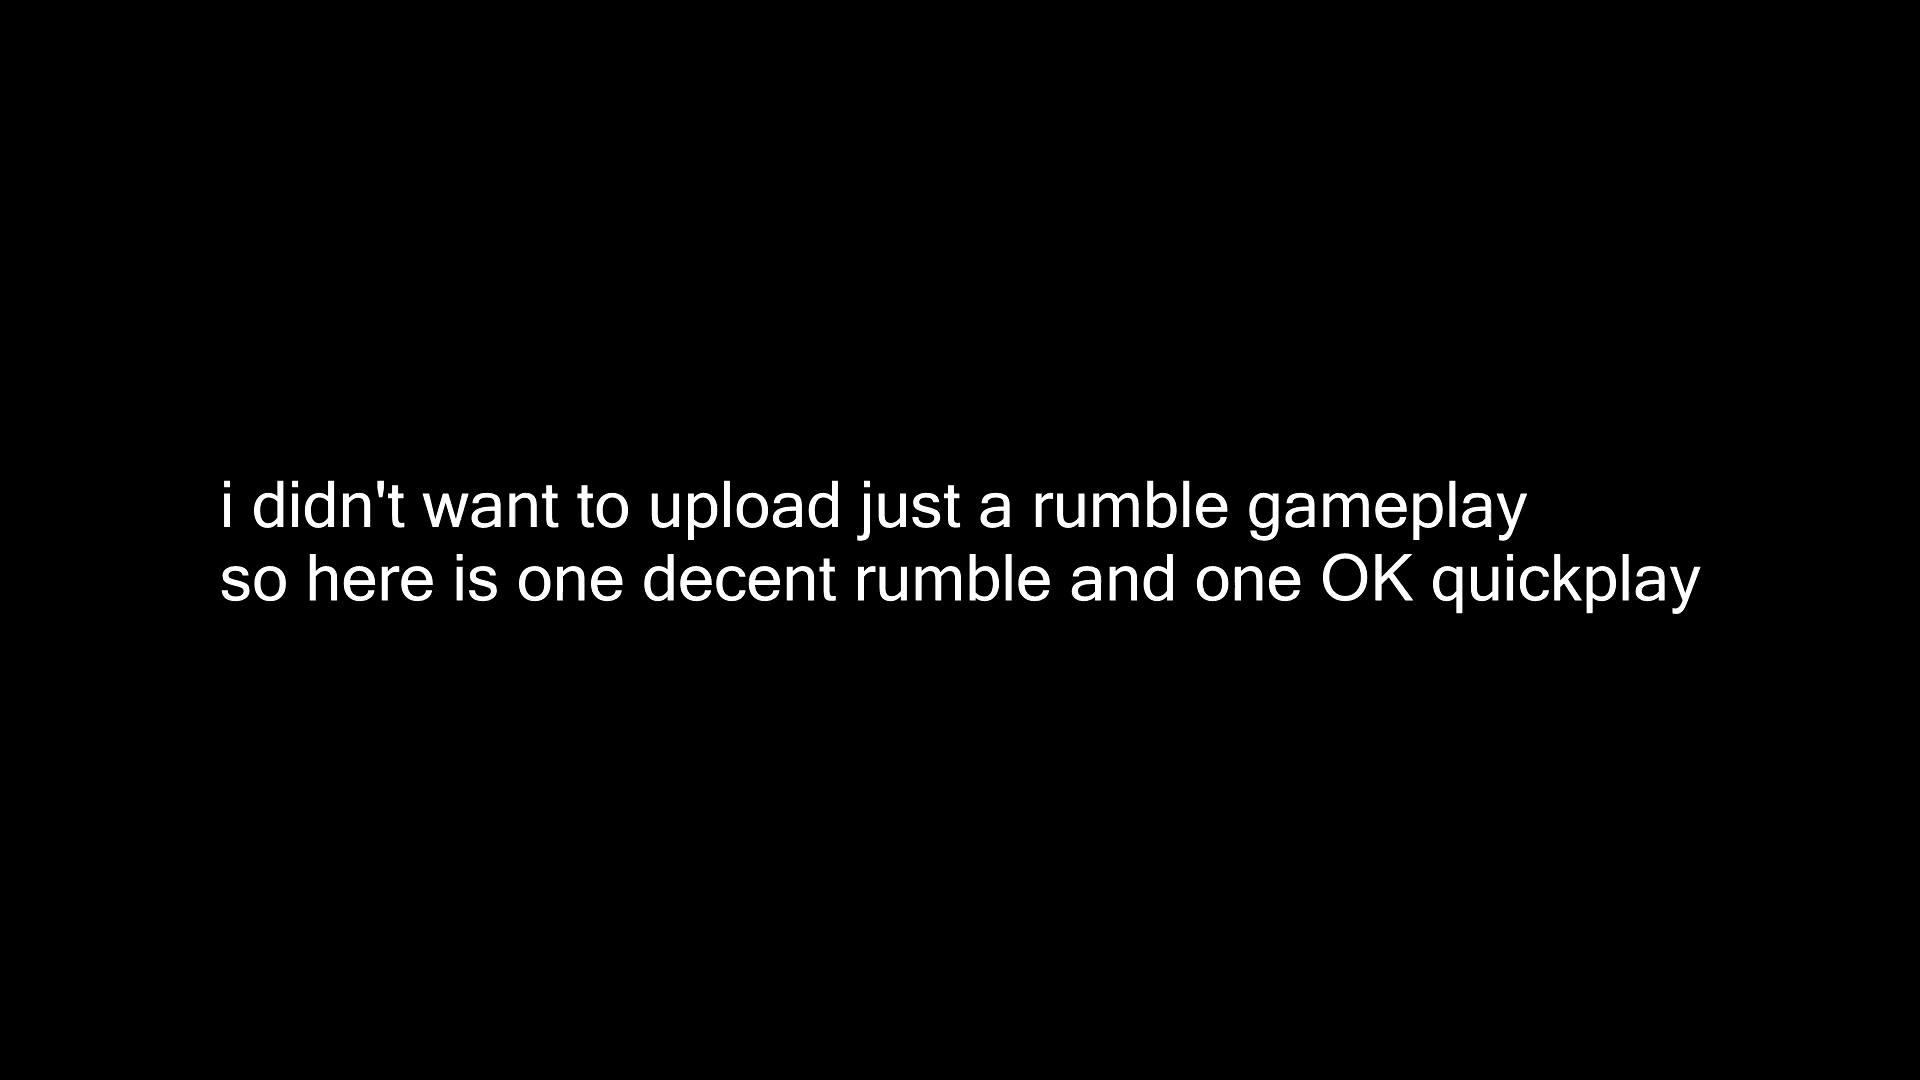 i didn't want to upload just a rumble gameplay
so here is one decent rumble and one OK quickplay